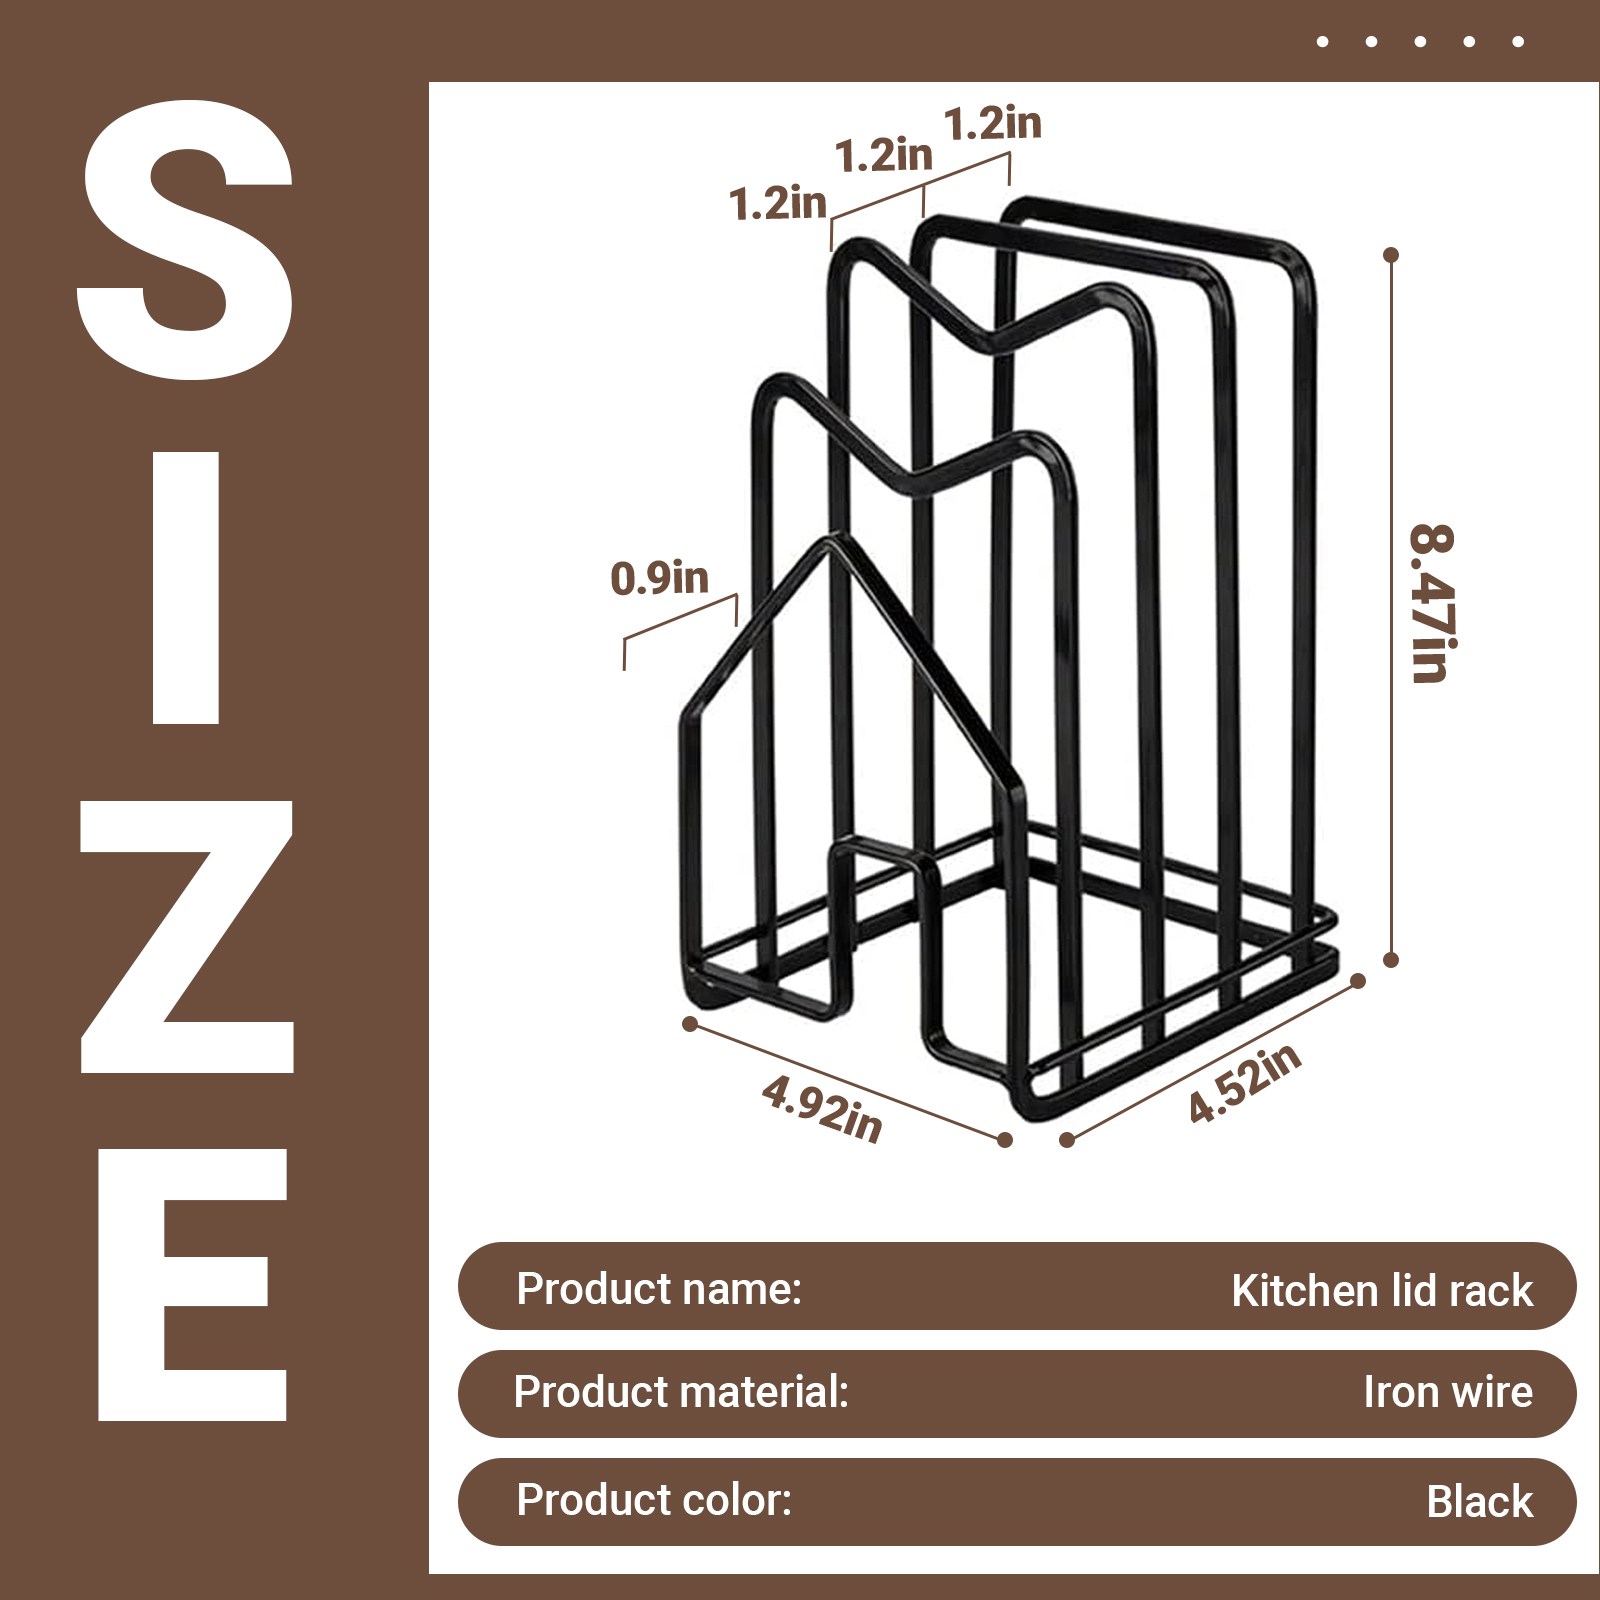 SIZE
1.2in
1.2in
1.2in
0.9in
8.47in
4.92in
4.52in
Product name: Kitchen lid rack
Product material: Iron wire
Product color: Black